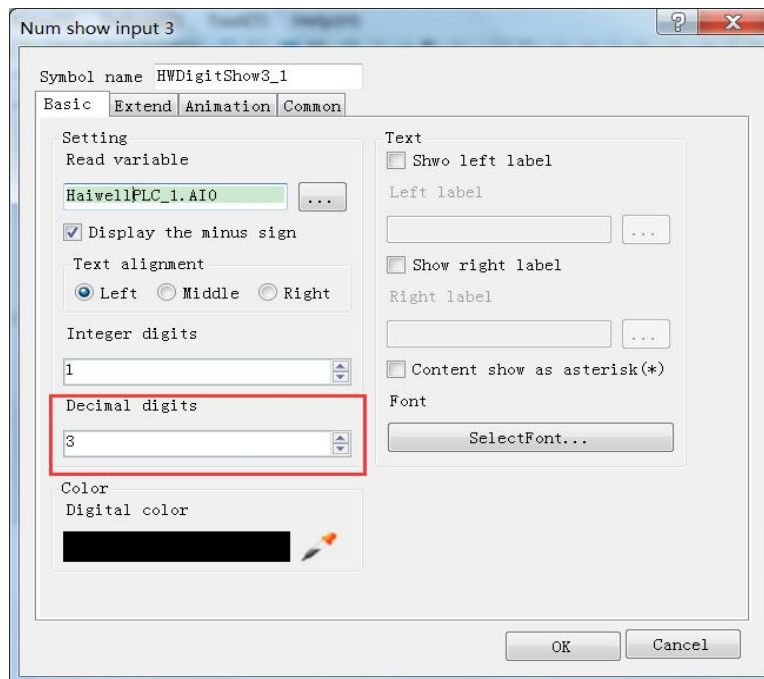 Num show input 3
Symbol name HWDigitShow3_1
Basic Extend Animation Common
Setting
Read variable
HaiwellPLC_1.AI0
...
Display the minus sign
Text alignment
Left Middle Right
Integer digits
1
Decimal digits
3
Color
Digital color
Text
Shwo left label
Left label
...
Show right label
Right label
...
Content show as asterisk(*)
Font
SelectFont...
OK Cancel